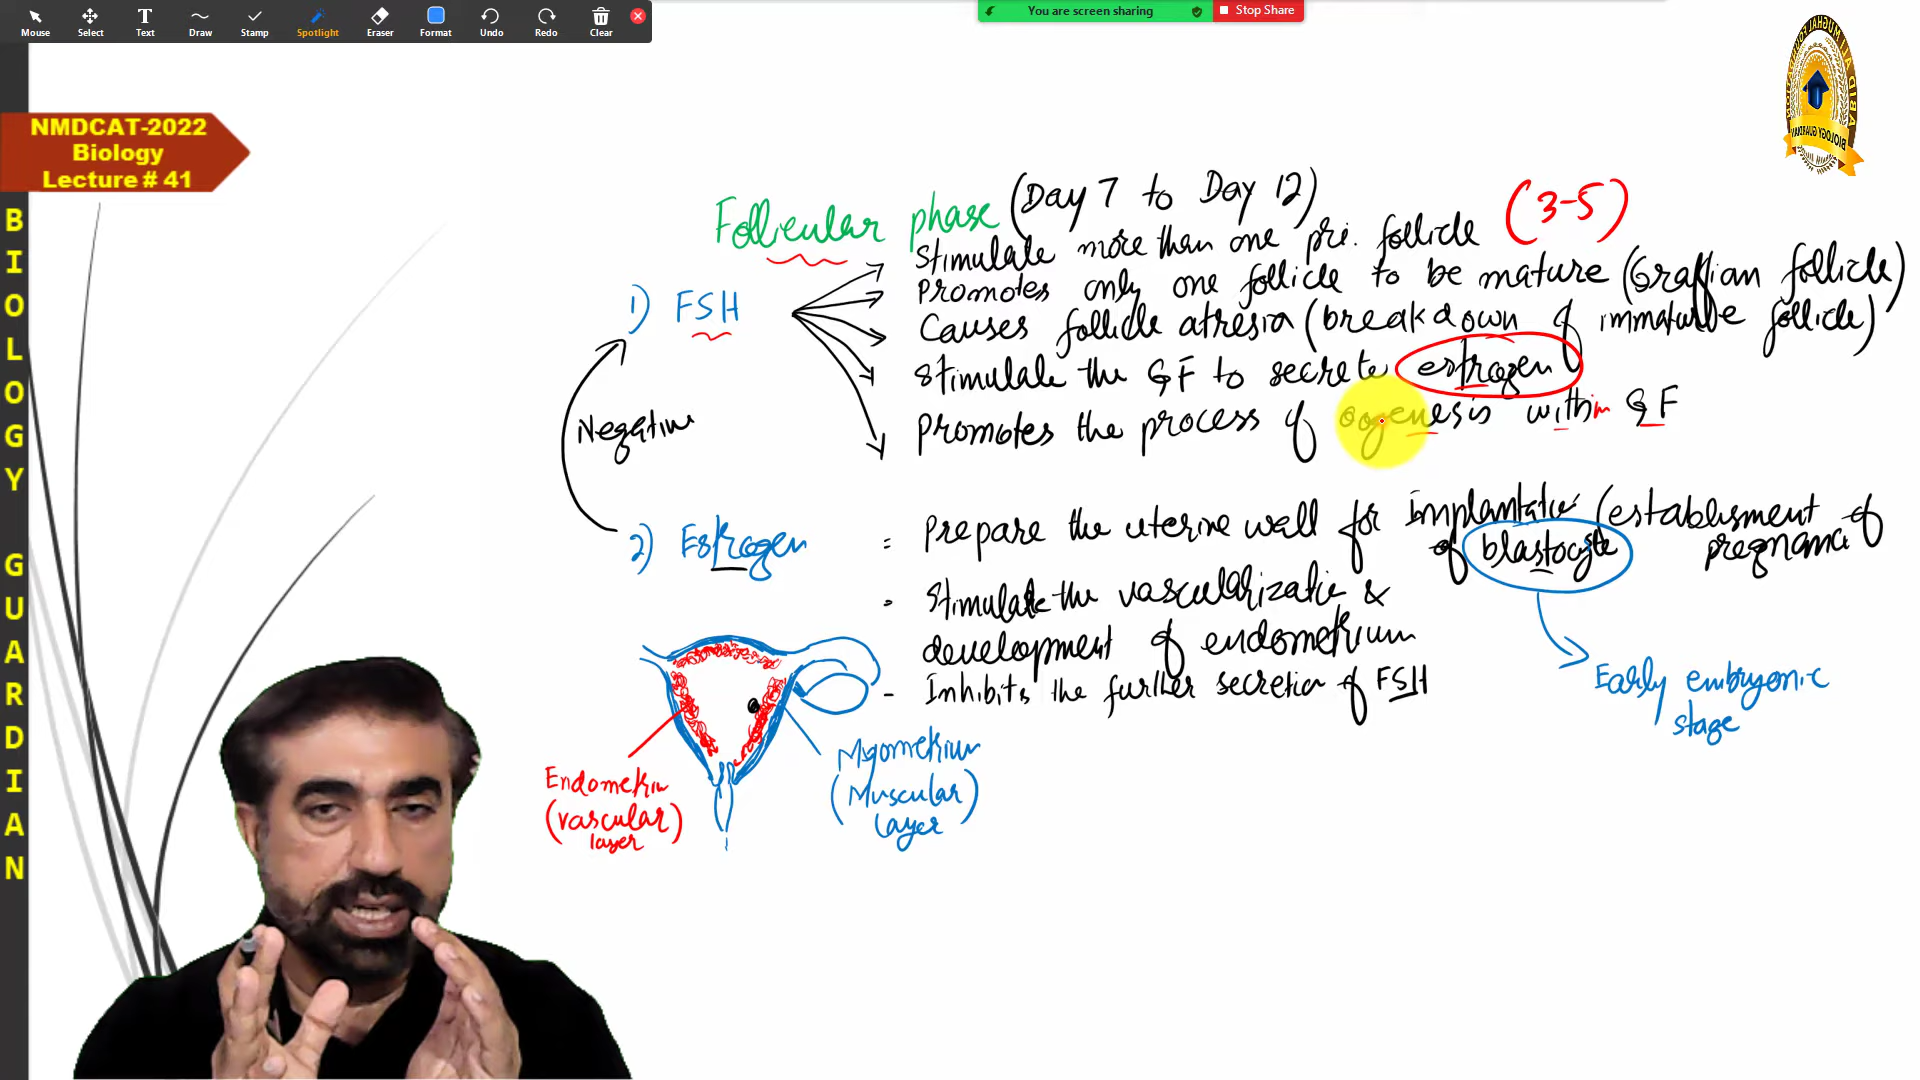 Mouse
Select
Text
Draw
Stamp
Spotlight
Eraser
Format
Undo
Redo
Clear
You are screen sharing
Stop Share
NMDCAT-2022
Biology
Lecture # 41
BIOLOGY GUARDIAN
Follicular phase (Day 7 to Day 12)
1) FSH
Stimulate more than one pri. follicle (3-5)
Promotes only one follicle to be mature (Graffian follicle)
Causes follicle atresia (breakdown of immature follicle)
Stimulate the GF to secrete estrogen
Promotes the process of oogenesis within GF
Negative
2) Estrogen
= Prepare the uterine wall for Implantation (establisment of
of blastocyte pregnancy
= Stimulate the vascularization &
development of endometrium
- Inhibits the further secretion of FSH
Early embryonic
stage
Endometrium
(vascular)
layer
Myometrium
(Muscular)
layer